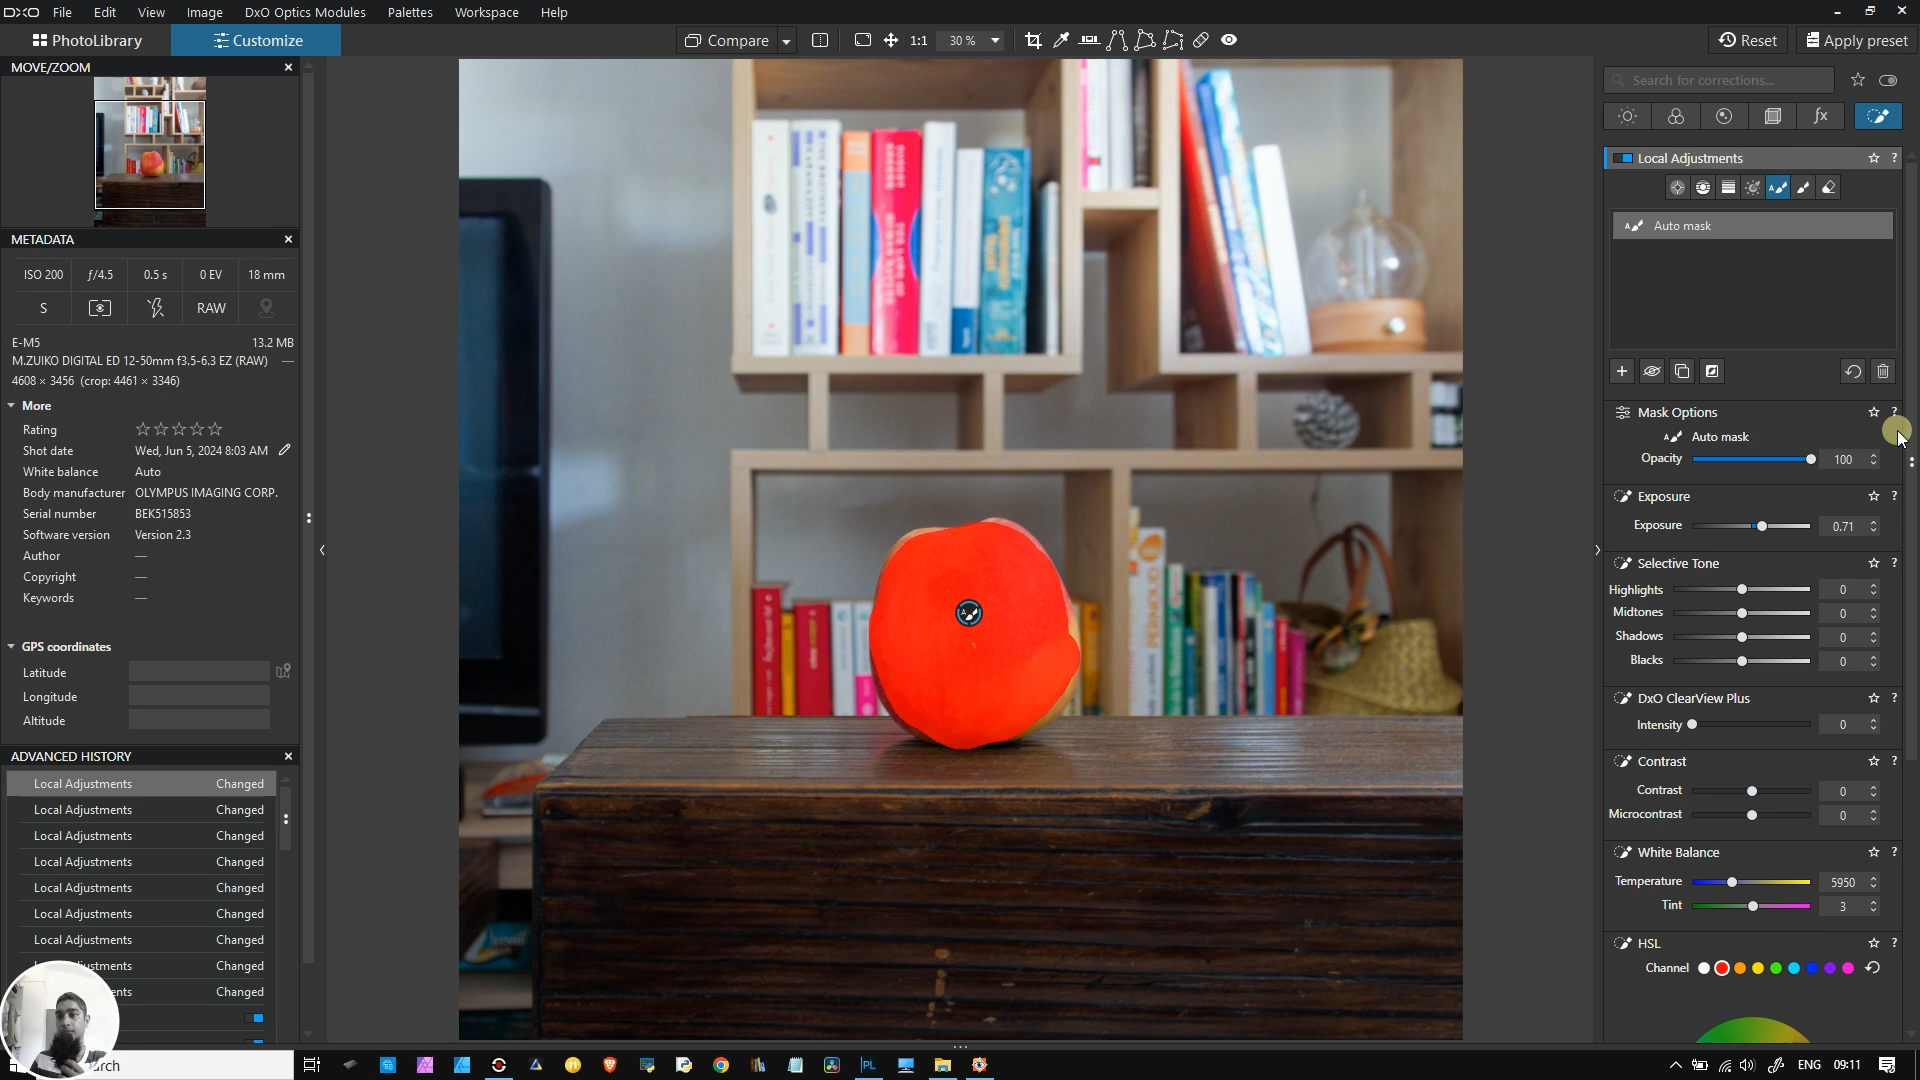 DXO File Edit View Image DxO Optics Modules Palettes Workspace Help
PhotoLibrary Customize Compare 1:1 30 % Reset Apply preset
MOVE/ZOOM
METADATA
ISO 200 ƒ/4.5 0.5 s 0 EV 18 mm
S RAW
E-M5 13.2 MB
M.ZUIKO DIGITAL ED 12-50mm f3.5-6.3 EZ (RAW) —
4608 × 3456 (crop: 4461 × 3346)
More
Rating ☆☆☆☆☆
Shot date Wed, Jun 5, 2024 8:03 AM
White balance Auto
Body manufacturer OLYMPUS IMAGING CORP.
Serial number BEK515853
Software version Version 2.3
Author —
Copyright —
Keywords —
GPS coordinates
Latitude
Longitude
Altitude
ADVANCED HISTORY
Local Adjustments Changed
Local Adjustments Changed
Local Adjustments Changed
Local Adjustments Changed
Local Adjustments Changed
Local Adjustments Changed
Local Adjustments Changed
Changed
Changed
Search for corrections...
fx
Local Adjustments ?
Auto mask
Mask Options ?
Auto mask
Opacity 100
Exposure ?
Exposure 0.71
Selective Tone ?
Highlights 0
Midtones 0
Shadows 0
Blacks 0
DxO ClearView Plus ?
Intensity 0
Contrast ?
Contrast 0
Microcontrast 0
White Balance ?
Temperature 5950
Tint 3
HSL ?
Channel
PL ENG 09:11